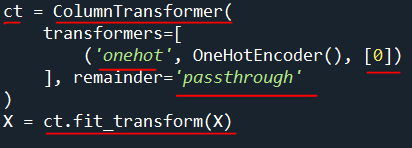 ct = ColumnTransformer(
    transformers=[
        ('onehot', OneHotEncoder(), [0])
    ], remainder='passthrough'
)
X = ct.fit_transform(X)